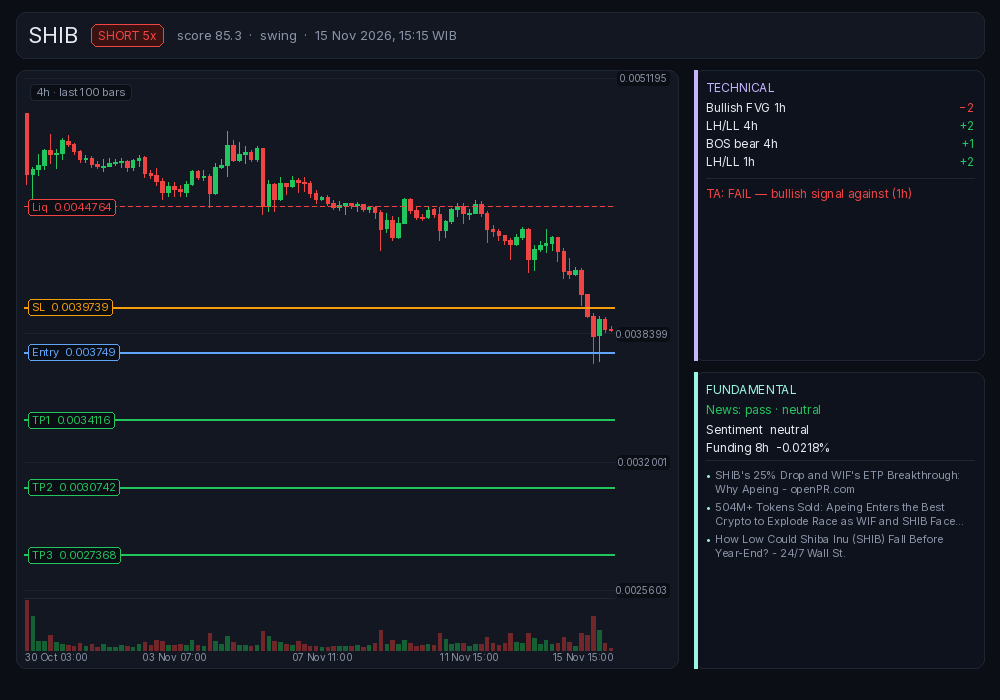 SHIB SHORT 5x score 85.3 · swing · 15 Nov 2026, 15:15 WIB
4h · last 100 bars
0.0051195
Liq 0.0044764
SL 0.0039739
0.0038399
Entry 0.003749
TP1 0.0034116
0.0032001
TP2 0.0030742
TP3 0.0027368
0.0025603
30 Oct 03:00 03 Nov 07:00 07 Nov 11:00 11 Nov 15:00 15 Nov 15:00
TECHNICAL
Bullish FVG 1h −2
LH/LL 4h +2
BOS bear 4h +1
LH/LL 1h +2
TA: FAIL — bullish signal against (1h)
FUNDAMENTAL
News: pass · neutral
Sentiment neutral
Funding 8h -0.0218%
• SHIB's 25% Drop and WIF's ETP Breakthrough:
Why Apeing - openPR.com
• 504M+ Tokens Sold: Apeing Enters the Best
Crypto to Explode Race as WIF and SHIB Face…
• How Low Could Shiba Inu (SHIB) Fall Before
Year-End? - 24/7 Wall St.